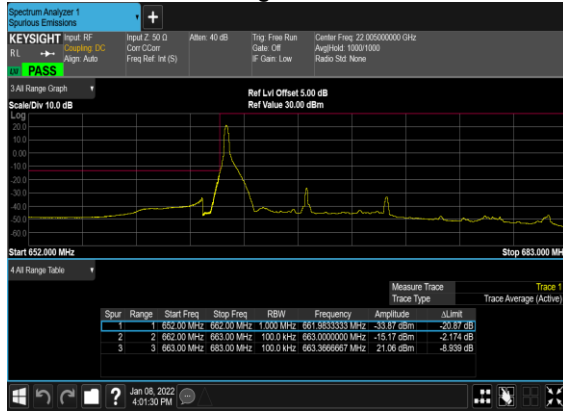 Spectrum Analyzer 1
Spurious Emissions
+
KEYSIGHT Input: RF Input Z: 50 Ω Atten: 40 dB Trig: Free Run Center Freq: 22.005000000 GHz
RL Coupling: DC Corr CCorr Gate: Off Avg|Hold: 1000/1000
Align: Auto Freq Ref: Int (S) IF Gain: Low Radio Std: None
PASS
3 All Range Graph Ref Lvl Offset 5.00 dB
Scale/Div 10.0 dB Ref Value 30.00 dBm
Log
20.0
10.0
0.00
-10.0
-20.0
-30.0
-40.0
-50.0
-60.0
Start 652.000 MHz Stop 683.000 MH
4 All Range Table
Measure Trace Trace 1
Trace Type Trace Average (Active)
Spur Range Start Freq Stop Freq RBW Frequency Amplitude ΔLimit
1 1 652.00 MHz 662.00 MHz 1.000 MHz 661.9833333 MHz -33.87 dBm -20.87 dB
2 2 662.00 MHz 663.00 MHz 100.0 kHz 663.0000000 MHz -15.17 dBm -2.174 dB
3 3 663.00 MHz 683.00 MHz 100.0 kHz 663.3666667 MHz 21.06 dBm -8.939 dB
? Jan 08, 2022
4:01:30 PM